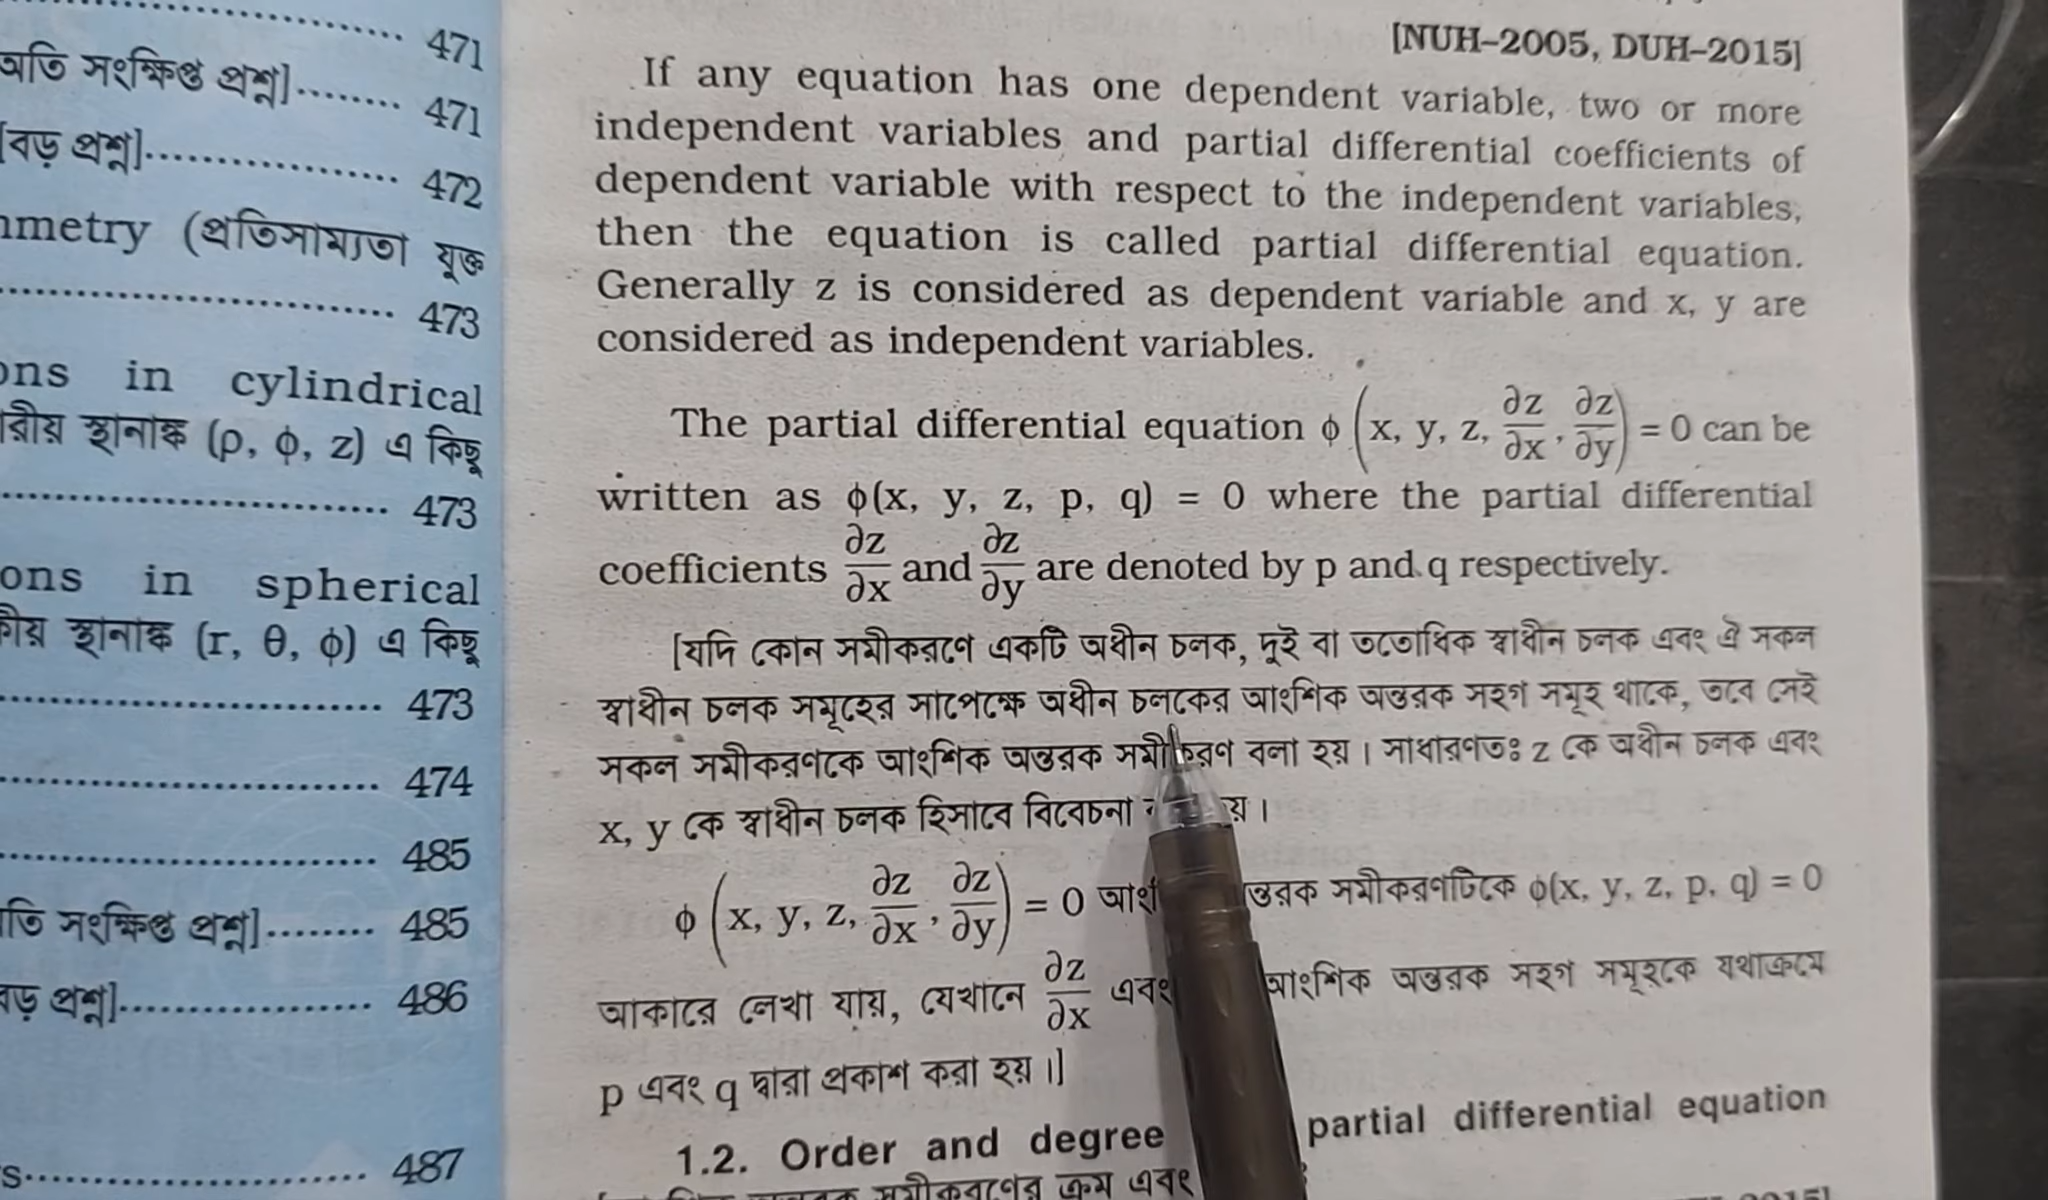 471
অতি সংক্ষিপ্ত প্রশ্ন]........ 471
[বড় প্রশ্ন]................ 472
mmetry (প্রতিসাম্যতা যুক্ত
473
ons in cylindrical
স্থানাঙ্ক (ρ, ϕ, z) এ কিছু
473
ons in spherical
স্থানাঙ্ক (r, θ, ϕ) এ কিছু
473
474
485
সংক্ষিপ্ত প্রশ্ন]........ 485
প্রশ্ন]................ 486
s................ 487
[NUH–2005, DUH–2015]
If any equation has one dependent variable, two or more
independent variables and partial differential coefficients of
dependent variable with respect to the independent variables,
then the equation is called partial differential equation.
Generally z is considered as dependent variable and x, y are
considered as independent variables.
The partial differential equation ϕ (x, y, z, ∂z/∂x, ∂z/∂y) = 0 can be
written as ϕ(x, y, z, p, q) = 0 where the partial differential
coefficients ∂z/∂x and ∂z/∂y are denoted by p and q respectively.
[যদি কোন সমীকরণে একটি অধীন চলক, দুই বা ততোধিক স্বাধীন চলক এবং ঐ সকল
স্বাধীন চলক সমূহের সাপেক্ষে অধীন চলকের আংশিক অন্তরক সহগ সমূহ থাকে, তবে সেই
সকল সমীকরণকে আংশিক অন্তরক সমীকরণ বলা হয়। সাধারণতঃ z কে অধীন চলক এবং
x, y কে স্বাধীন চলক হিসাবে বিবেচনা য়।
ϕ (x, y, z, ∂z/∂x, ∂z/∂y) = 0 সমীকরণটিকে ϕ(x, y, z, p, q) = 0
আকারে লেখা যায়, যেখানে ∂z/∂x এবং আংশিক অন্তরক সহগ সমূহকে যথাক্রমে
p এবং q দ্বারা প্রকাশ করা হয়।]
1.2. Order and degree partial differential equation
সমীকরণের ক্রম এবং